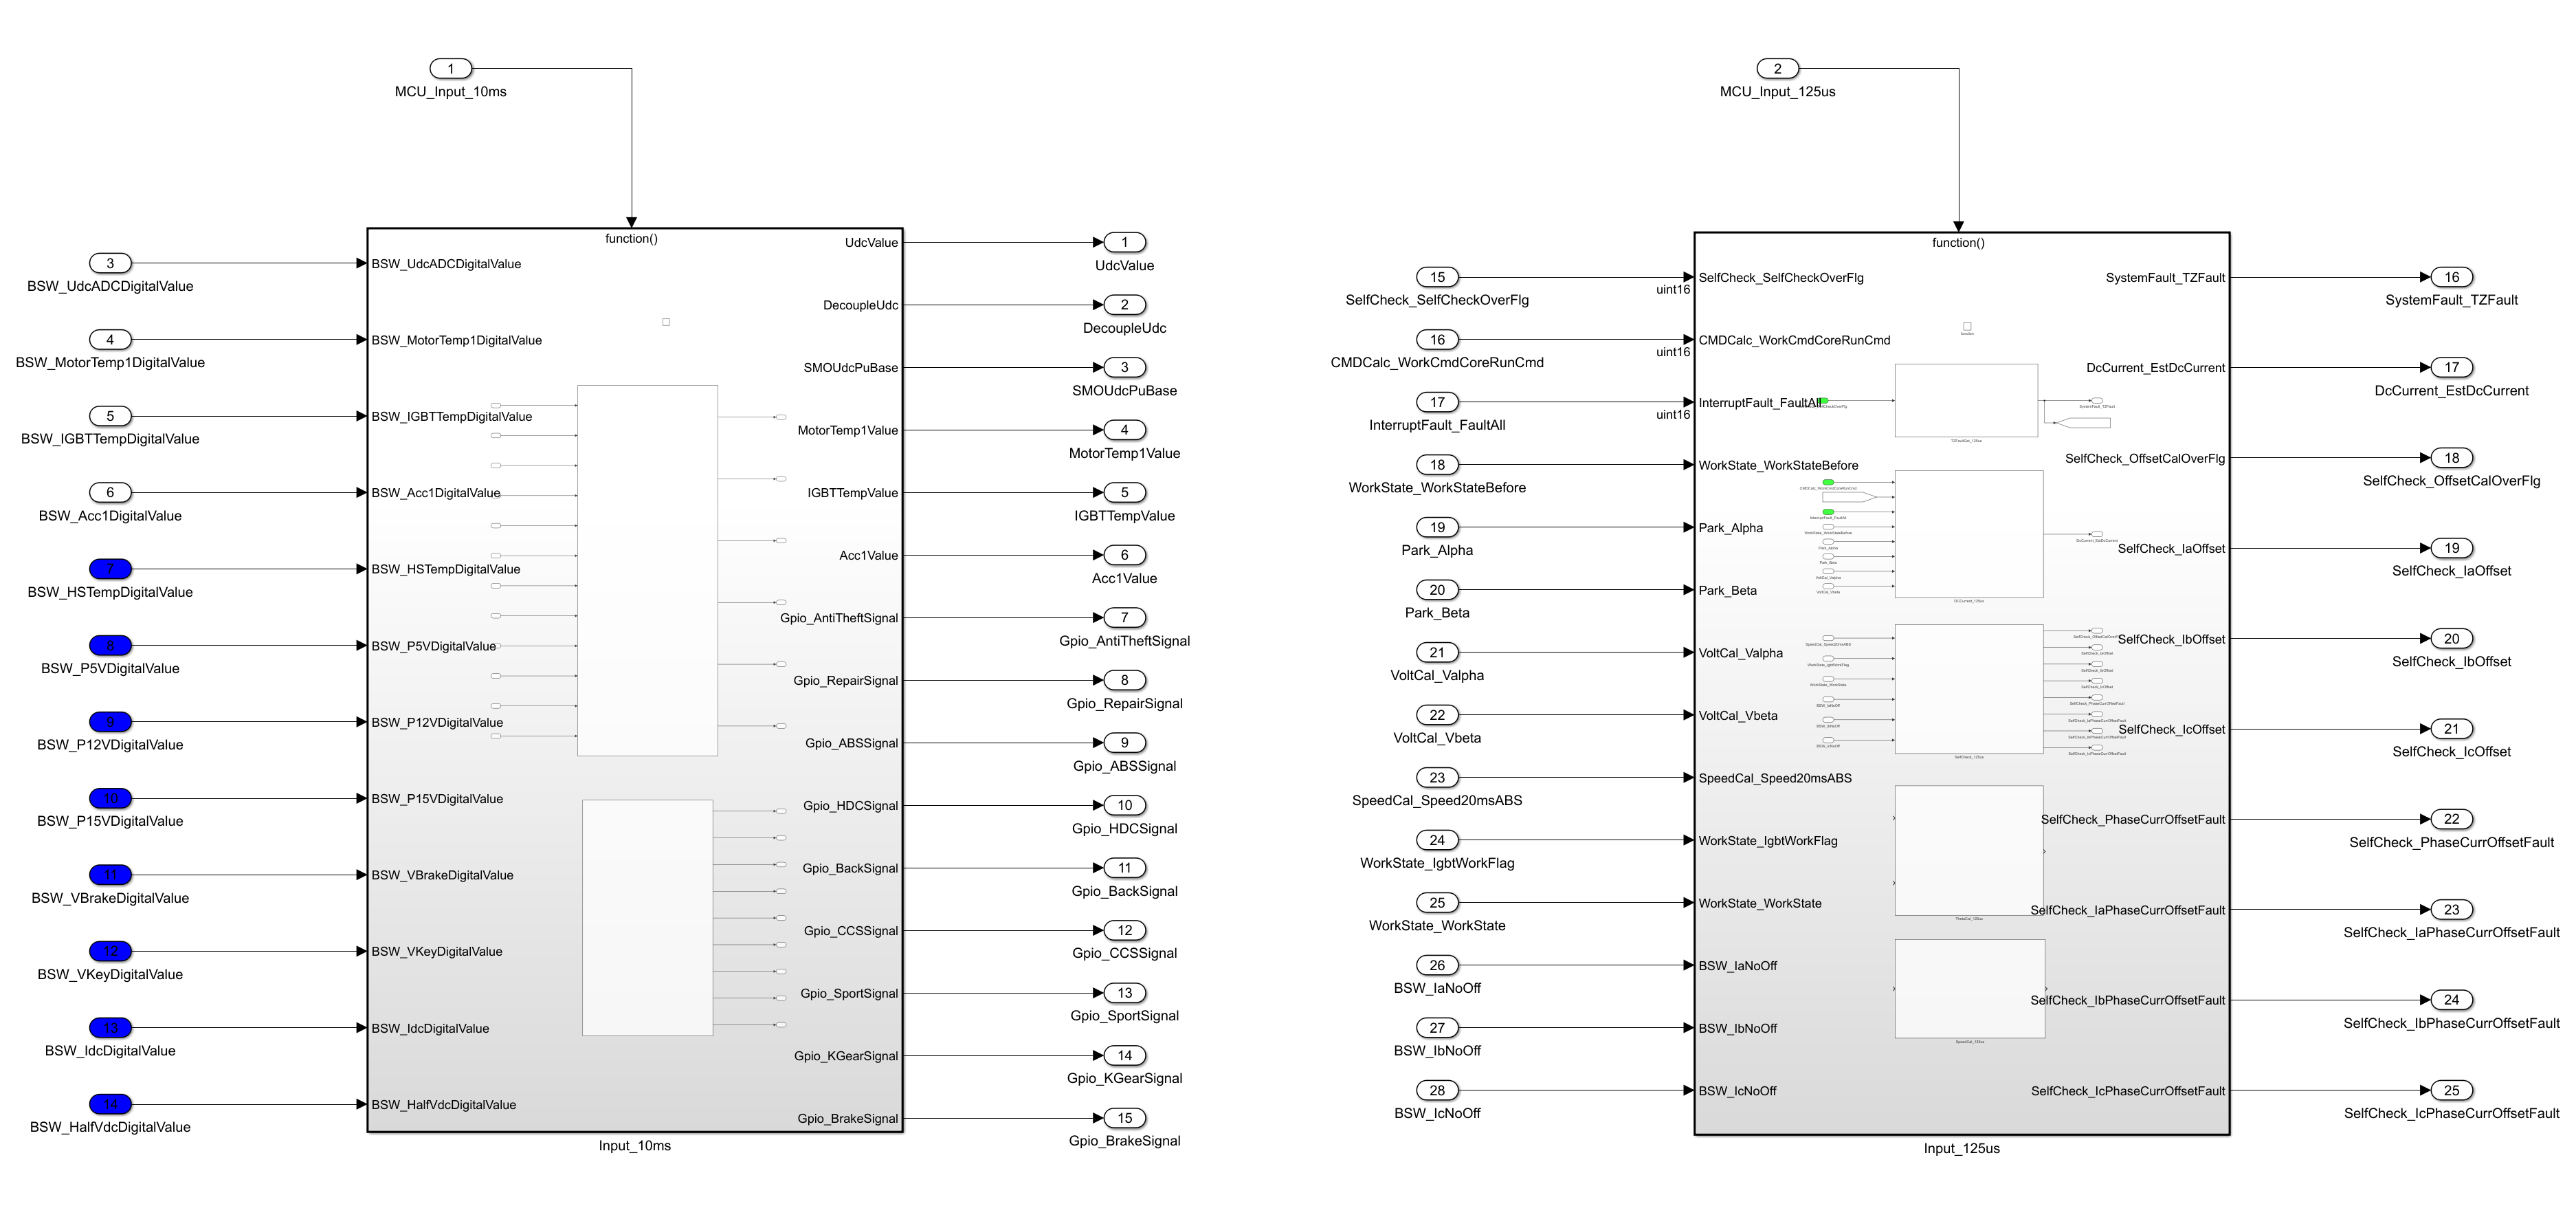 1
MCU_Input_10ms
function()
3
BSW_UdcADCDigitalValue
4
BSW_MotorTemp1DigitalValue
5
BSW_IGBTTempDigitalValue
6
BSW_Acc1DigitalValue
7
BSW_HSTempDigitalValue
8
BSW_P5VDigitalValue
9
BSW_P12VDigitalValue
10
BSW_P15VDigitalValue
11
BSW_VBrakeDigitalValue
12
BSW_VKeyDigitalValue
13
BSW_IdcDigitalValue
14
BSW_HalfVdcDigitalValue
BSW_UdcADCDigitalValue
BSW_MotorTemp1DigitalValue
BSW_IGBTTempDigitalValue
BSW_Acc1DigitalValue
BSW_HSTempDigitalValue
BSW_P5VDigitalValue
BSW_P12VDigitalValue
BSW_P15VDigitalValue
BSW_VBrakeDigitalValue
BSW_VKeyDigitalValue
BSW_IdcDigitalValue
BSW_HalfVdcDigitalValue
UdcValue
DecoupleUdc
SMOUdcPuBase
MotorTemp1Value
IGBTTempValue
Acc1Value
Gpio_AntiTheftSignal
Gpio_RepairSignal
Gpio_ABSSignal
Gpio_HDCSignal
Gpio_BackSignal
Gpio_CCSSignal
Gpio_SportSignal
Gpio_KGearSignal
Gpio_BrakeSignal
1
UdcValue
2
DecoupleUdc
3
SMOUdcPuBase
4
MotorTemp1Value
5
IGBTTempValue
6
Acc1Value
7
Gpio_AntiTheftSignal
8
Gpio_RepairSignal
9
Gpio_ABSSignal
10
Gpio_HDCSignal
11
Gpio_BackSignal
12
Gpio_CCSSignal
13
Gpio_SportSignal
14
Gpio_KGearSignal
15
Gpio_BrakeSignal
Input_10ms
2
MCU_Input_125us
function()
15
SelfCheck_SelfCheckOverFlg
16
CMDCalc_WorkCmdCoreRunCmd
17
InterruptFault_FaultAll
18
WorkState_WorkStateBefore
19
Park_Alpha
20
Park_Beta
21
VoltCal_Valpha
22
VoltCal_Vbeta
23
SpeedCal_Speed20msABS
24
WorkState_IgbtWorkFlag
25
WorkState_WorkState
26
BSW_IaNoOff
27
BSW_IbNoOff
28
BSW_IcNoOff
uint16
uint16
uint16
SelfCheck_SelfCheckOverFlg
CMDCalc_WorkCmdCoreRunCmd
InterruptFault_FaultAll
WorkState_WorkStateBefore
Park_Alpha
Park_Beta
VoltCal_Valpha
VoltCal_Vbeta
SpeedCal_Speed20msABS
WorkState_IgbtWorkFlag
WorkState_WorkState
BSW_IaNoOff
BSW_IbNoOff
BSW_IcNoOff
SystemFault_TZFault
DcCurrent_EstDcCurrent
SelfCheck_OffsetCalOverFlg
SelfCheck_IaOffset
SelfCheck_IbOffset
SelfCheck_IcOffset
SelfCheck_PhaseCurrOffsetFault
SelfCheck_IaPhaseCurrOffsetFault
SelfCheck_IbPhaseCurrOffsetFault
SelfCheck_IcPhaseCurrOffsetFault
16
SystemFault_TZFault
17
DcCurrent_EstDcCurrent
18
SelfCheck_OffsetCalOverFlg
19
SelfCheck_IaOffset
20
SelfCheck_IbOffset
21
SelfCheck_IcOffset
22
SelfCheck_PhaseCurrOffsetFault
23
SelfCheck_IaPhaseCurrOffsetFault
24
SelfCheck_IbPhaseCurrOffsetFault
25
SelfCheck_IcPhaseCurrOffsetFault
Input_125us